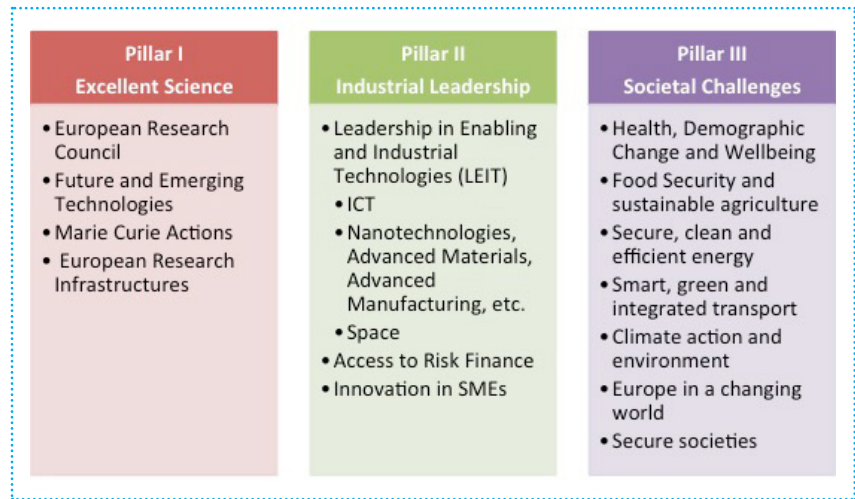 Pillar I
Excellent Science
• European Research
Council
• Future and Emerging
Technologies
• Marie Curie Actions
• European Research
Infrastructures
Pillar II
Industrial Leadership
• Leadership in Enabling
and Industrial
Technologies (LEIT)
• ICT
• Nanotechnologies,
Advanced Materials,
Advanced
Manufacturing, etc.
• Space
• Access to Risk Finance
• Innovation in SMEs
Pillar III
Societal Challenges
• Health, Demographic
Change and Wellbeing
• Food Security and
sustainable agriculture
• Secure, clean and
efficient energy
• Smart, green and
integrated transport
• Climate action and
environment
• Europe in a changing
world
• Secure societies